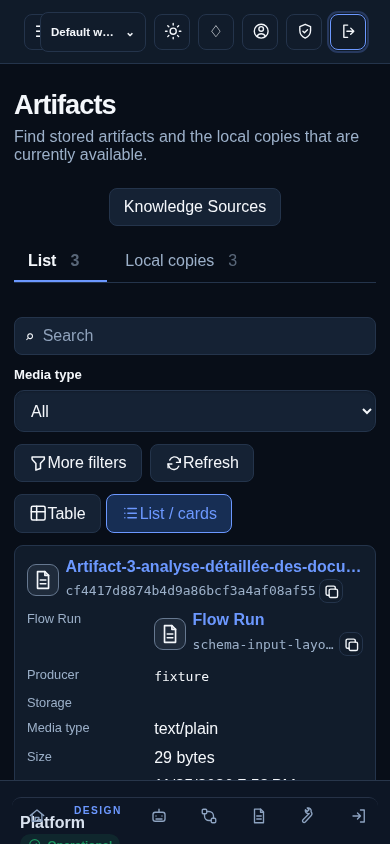 Default w…
Artifacts
Find stored artifacts and the local copies that are
currently available.
Knowledge Sources
List 3 Local copies 3
Search
Media type
All
More filters Refresh
Table List / cards
Artifact-3-analyse-détaillée-des-docu…
cf4417d8874b4d9a86bcf3a4af08af55
Flow Run Flow Run
schema-input-layo…
Producer fixture
Storage
Media type text/plain
Size 29 bytes
DESIGN
Platform
Operational